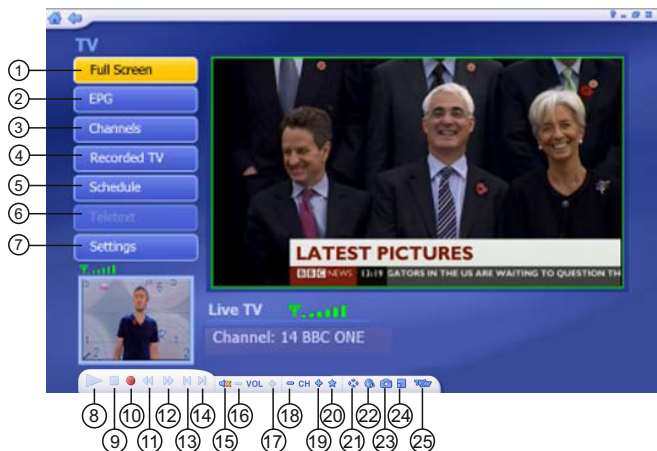 TV
1 Full Screen
2 EPG
3 Channels
4 Recorded TV
5 Schedule
6 Teletext
7 Settings
LATEST PICTURES
BBC NEWS 13:19 GATORS IN THE US ARE WAITING TO QUESTION TH
Live TV
Channel: 14 BBC ONE
VOL CH
8 10 12 14 16 18 20 22 24
9 11 13 15 17 19 21 23 25